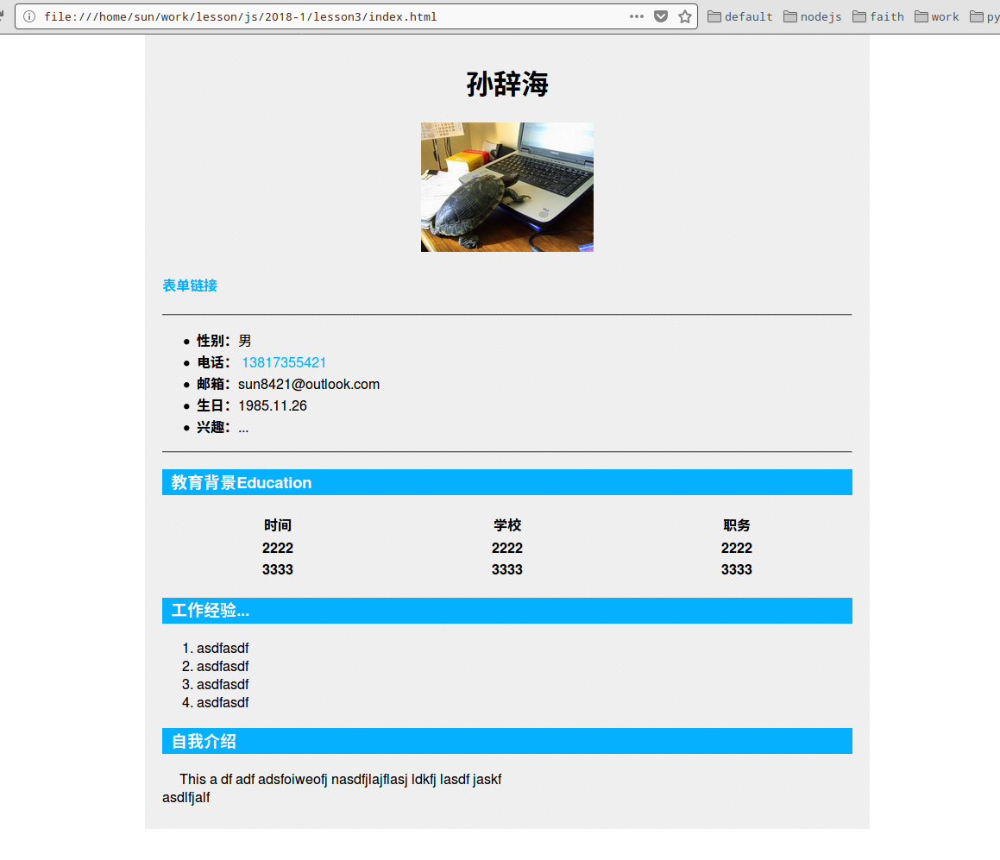 file:///home/sun/work/lesson/js/2018-1/lesson3/index.html
default nodejs faith work py
孙辞海
表单链接
性别：男
电话： 13817355421
邮箱：sun8421@outlook.com
生日：1985.11.26
兴趣：...
教育背景Education
时间 学校 职务
2222 2222 2222
3333 3333 3333
工作经验...
1. asdfasdf
2. asdfasdf
3. asdfasdf
4. asdfasdf
自我介绍
This a df adf adsfoiweofj nasdfjlajflasj ldkfj lasdf jaskf
asdlfjalf